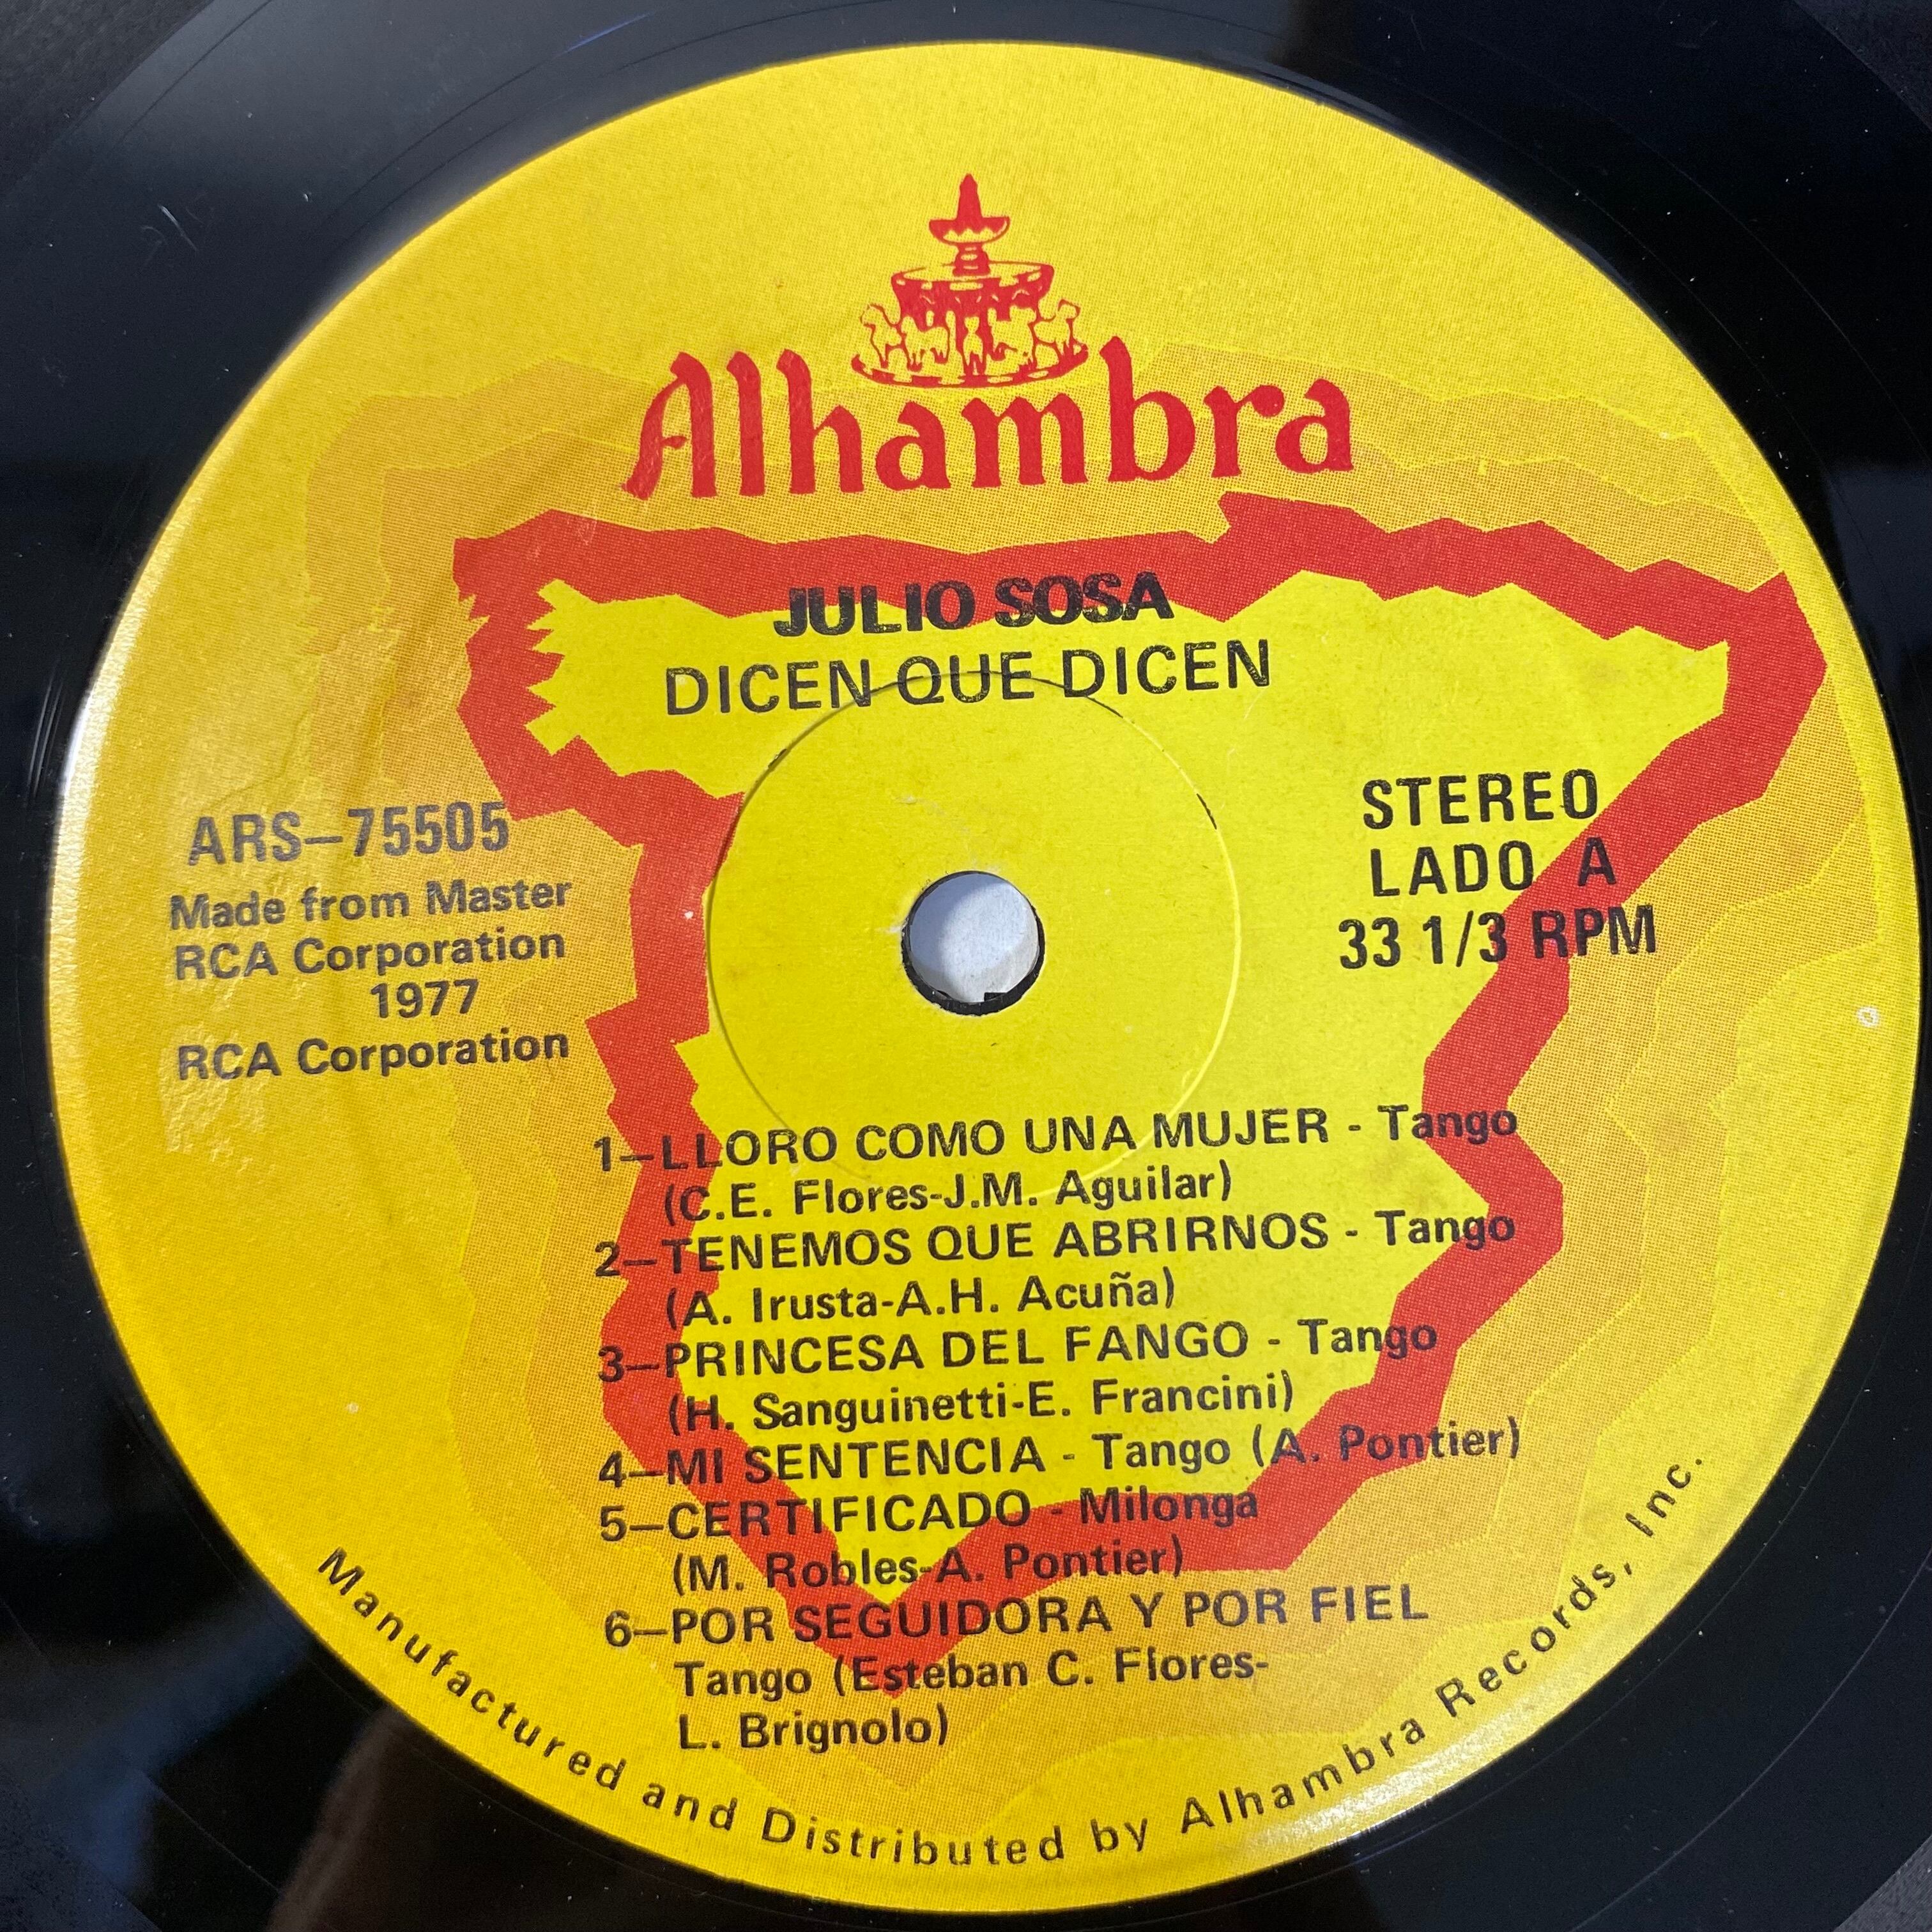 Alhambra
JULIO SOSA
DICEN QUE DICEN
ARS-75505
Made from Master
RCA Corporation
1977
RCA Corporation
STEREO
LADO A
33 1/3 RPM
1-LLORO COMO UNA MUJER - Tango
(C.E. Flores-J.M. Aguilar)
2-TENEMOS QUE ABRIRNOS - Tango
(A. Irusta-A.H. Acuña)
3-PRINCESA DEL FANGO - Tango
(H. Sanguinetti-E. Francini)
4-MI SENTENCIA - Tango (A. Pontier)
5-CERTIFICADO - Milonga
(M. Robles-A. Pontier)
6-POR SEGUIDORA Y POR FIEL
Tango (Esteban C. Flores-
L. Brignolo)
Manufactured and Distributed by Alhambra Records, Inc.